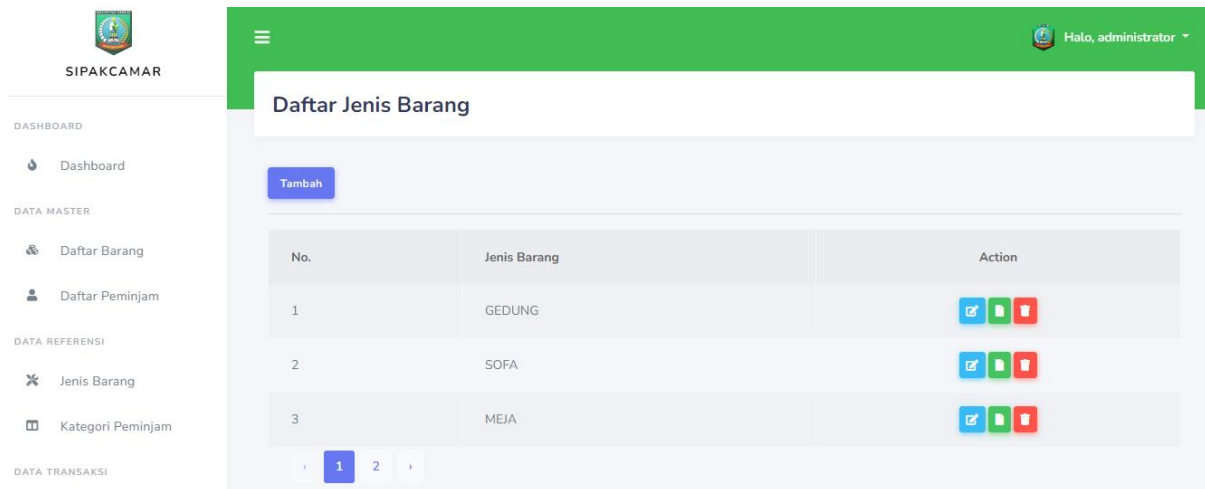 SIPAKCAMAR
DASHBOARD
Dashboard
DATA MASTER
Daftar Barang
Daftar Peminjam
DATA REFERENSI
Jenis Barang
Kategori Peminjam
DATA TRANSAKSI
Halo, administrator
Daftar Jenis Barang
Tambah
No. Jenis Barang Action
1 GEDUNG
2 SOFA
3 MEJA
‹ 1 2 ›